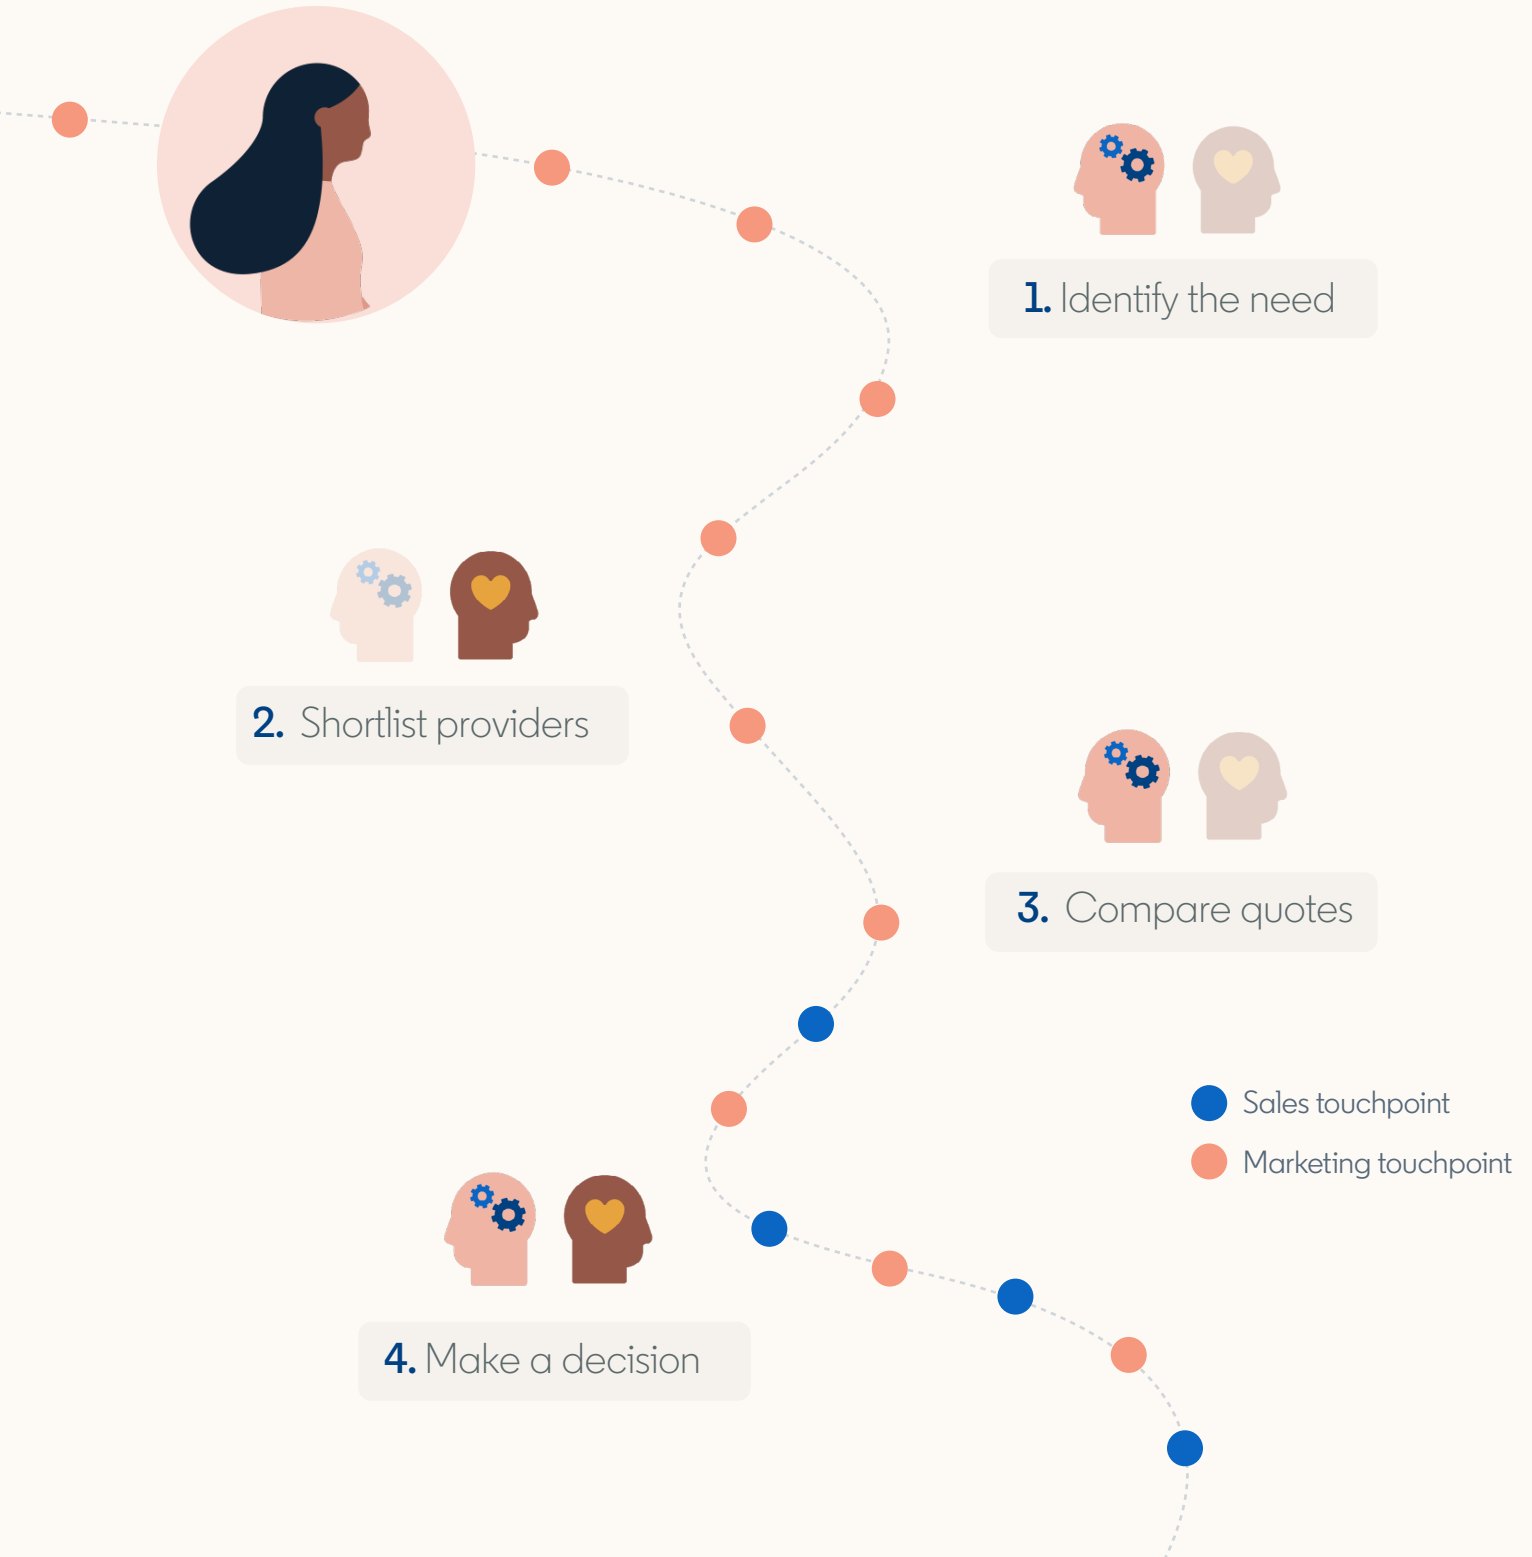 1. Identify the need
2. Shortlist providers
3. Compare quotes
Sales touchpoint
Marketing touchpoint
4. Make a decision